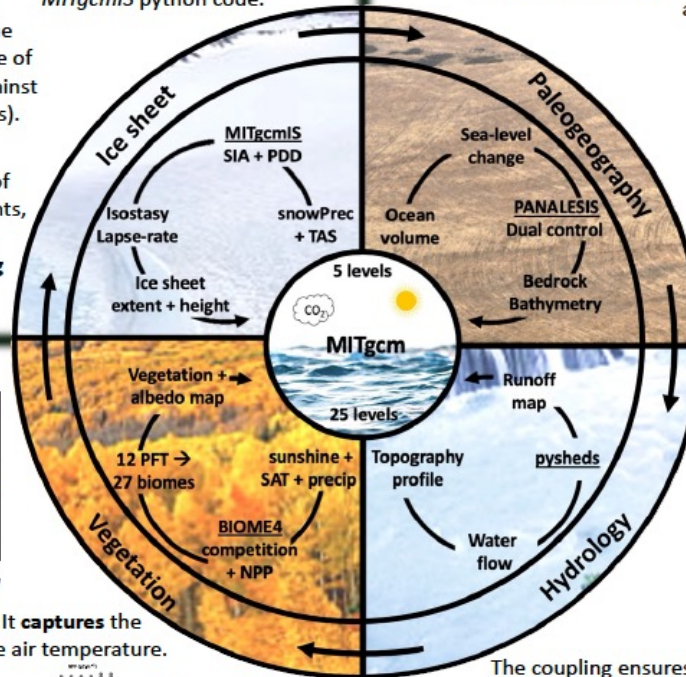 MITgcmIS python code.
e
e of
ainst
s).
of
nts,
g
Ice sheet
MITgcmIS
SIA + PDD
Isostasy
Lapse-rate
snowPrec
+ TAS
Ice sheet
extent + height
Paleogeography
Sea-level
change
Ocean
volume
PANALESIS
Dual control
Bedrock
Bathymetry
5 levels
CO2
MITgcm
25 levels
Vegetation +
albedo map
12 PFT →
27 biomes
sunshine +
SAT + precip
BIOME4
competition
+ NPP
Vegetation
Runoff
map
Topography
profile
pysheds
Water
flow
Hydrology
It captures the
e air temperature.
The coupling ensures